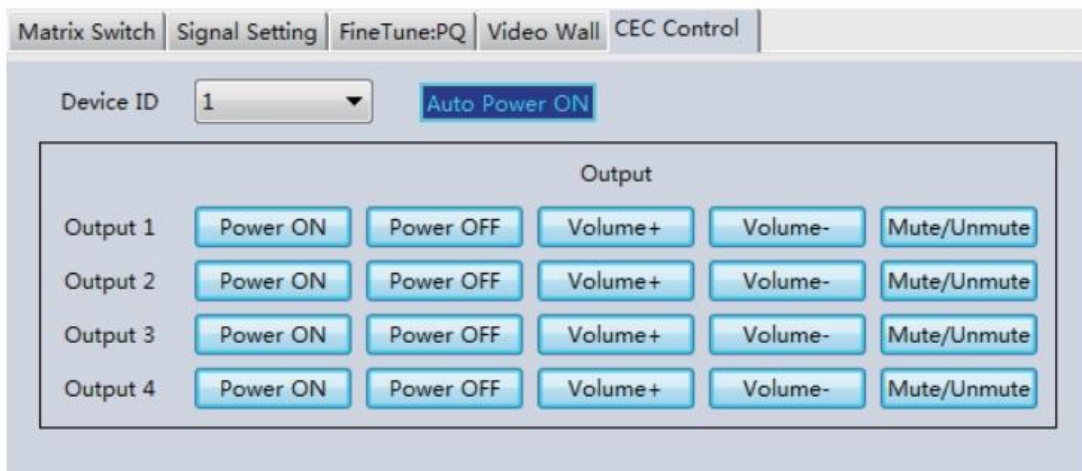 Matrix Switch Signal Setting FineTune:PQ Video Wall CEC Control
Device ID 1 Auto Power ON
Output
Output 1 Power ON Power OFF Volume+ Volume- Mute/Unmute
Output 2 Power ON Power OFF Volume+ Volume- Mute/Unmute
Output 3 Power ON Power OFF Volume+ Volume- Mute/Unmute
Output 4 Power ON Power OFF Volume+ Volume- Mute/Unmute